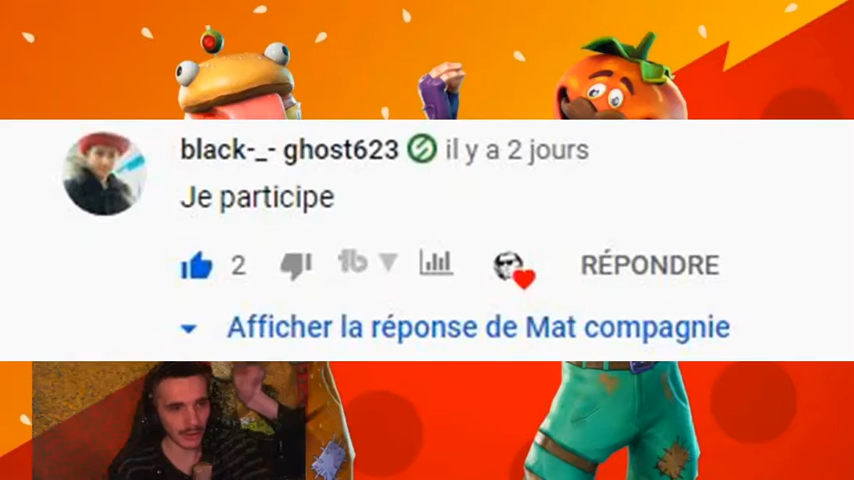 black-_- ghost623 il y a 2 jours
Je participe
2 RÉPONDRE
Afficher la réponse de Mat compagnie